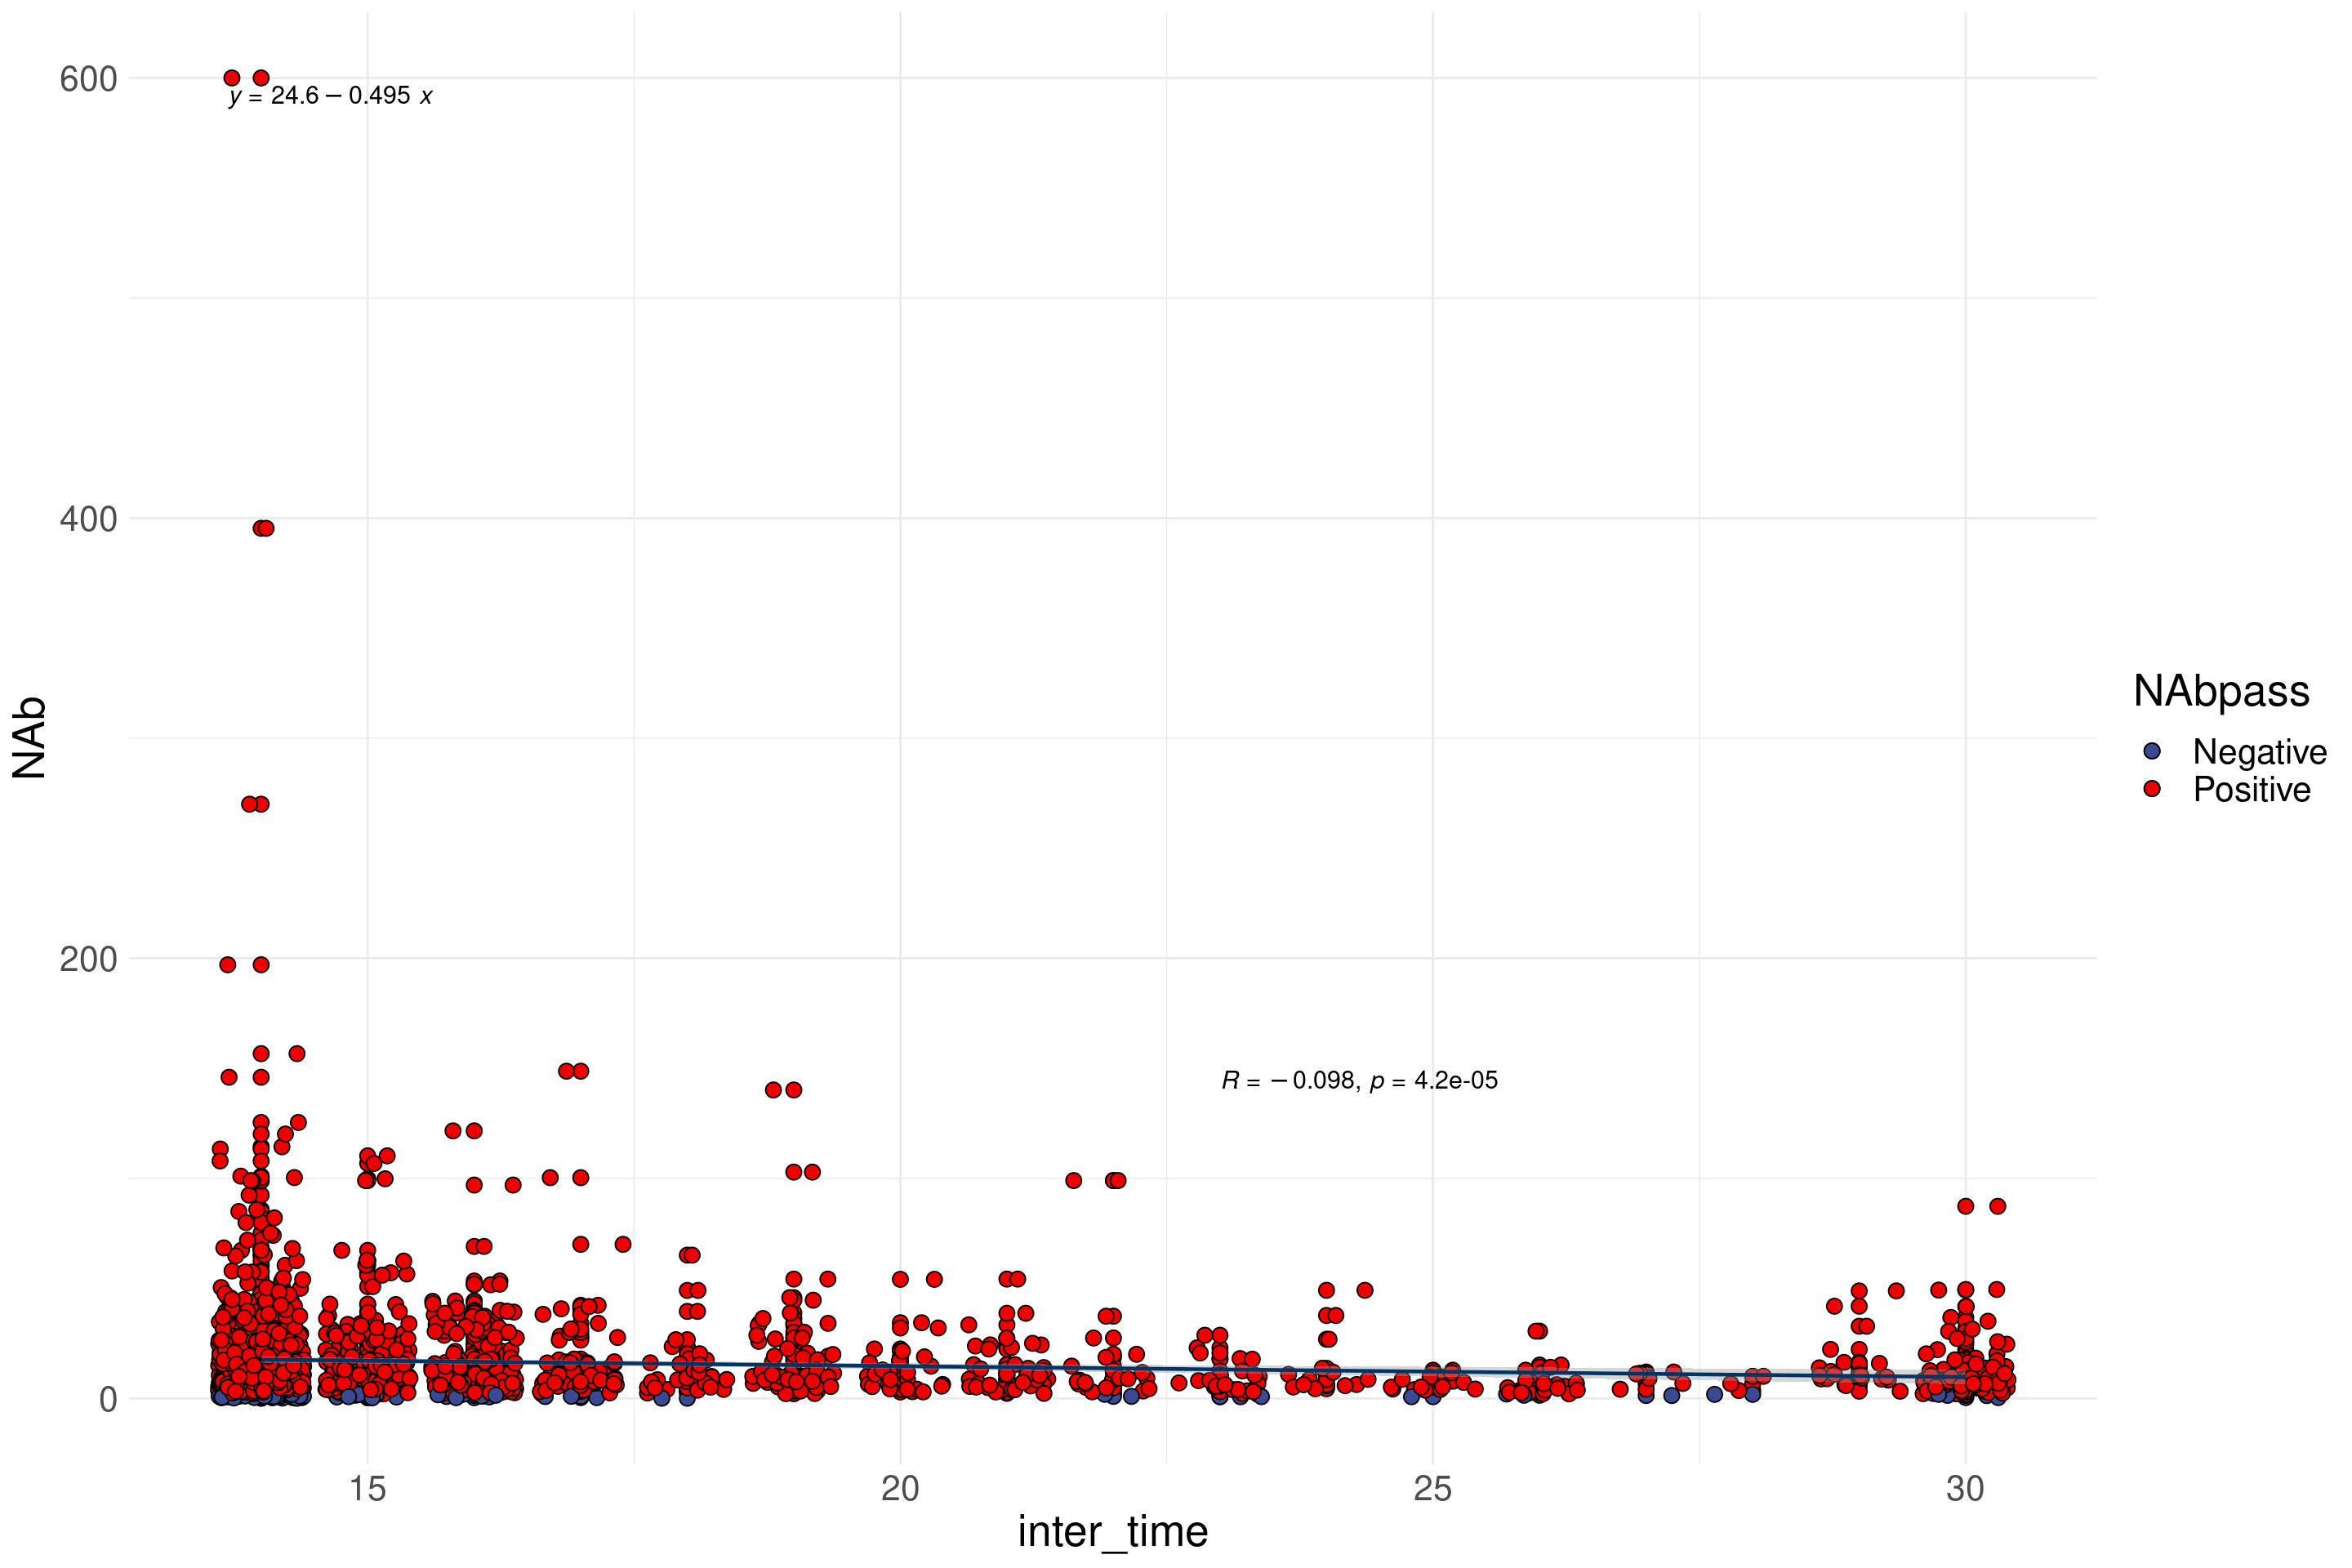 600
y = 24.6 − 0.495 x
400
NAb
NAbpass
Negative
Positive
200
R = −0.098, p = 4.2e-05
0
15 20 25 30
inter_time